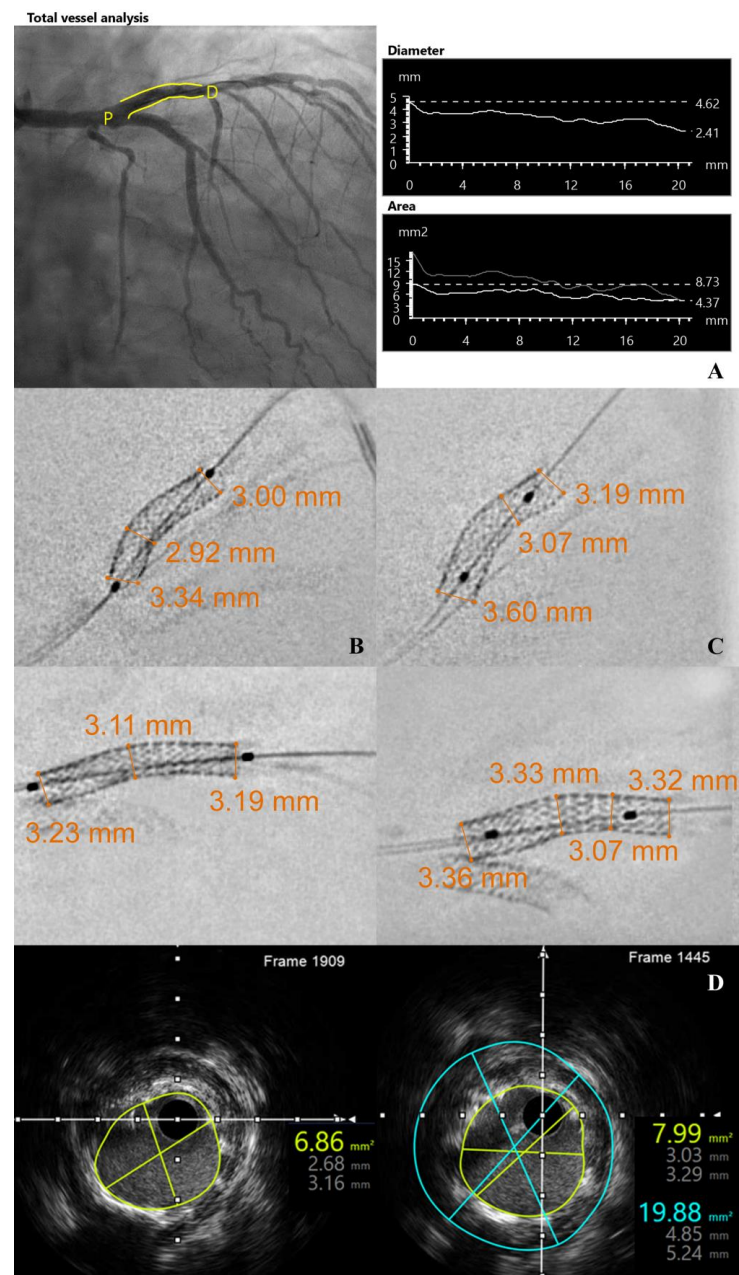 Total vessel analysis
P
D
Diameter
mm
5
4
3
2
1
0
4.62
2.41
mm
0 4 8 12 16 20
Area
mm2
15
12
9
6
3
0
8.73
4.37
mm
0 4 8 12 16 20
A
3.00 mm
2.92 mm
3.34 mm
B
3.19 mm
3.07 mm
3.60 mm
C
3.11 mm
3.19 mm
3.23 mm
3.33 mm
3.32 mm
3.07 mm
3.36 mm
Frame 1909
6.86 mm²
2.68 mm
3.16 mm
Frame 1445
D
7.99 mm²
3.03 mm
3.29 mm
19.88 mm²
4.85 mm
5.24 mm